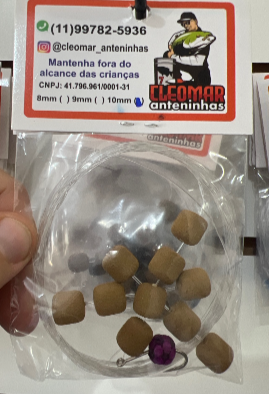 (11)99782-5936
@cleomar_anteninhas
Mantenha fora do
alcance das crianças
CNPJ: 41.796.961/0001-31
8mm ( ) 9mm ( ) 10mm ( )
CLEOMAR
anteninhas
anteninhas